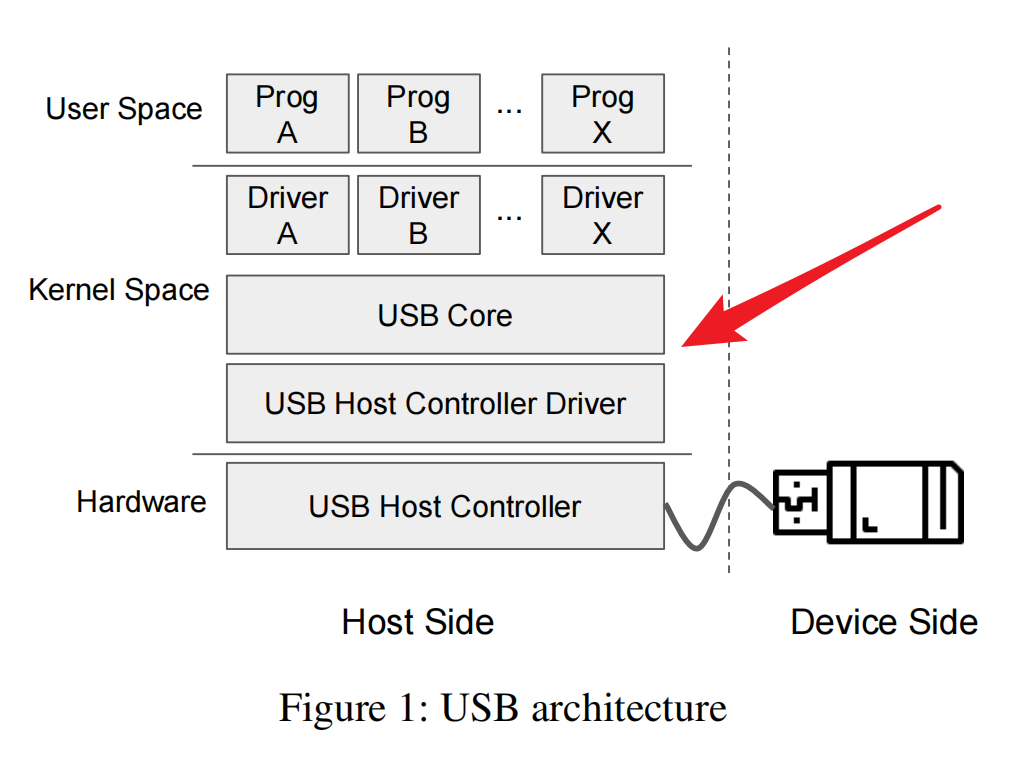 User Space
Prog
A
Prog
B
...
Prog
X
Driver
A
Driver
B
...
Driver
X
Kernel Space
USB Core
USB Host Controller Driver
Hardware
USB Host Controller
Host Side
Device Side
Figure 1: USB architecture